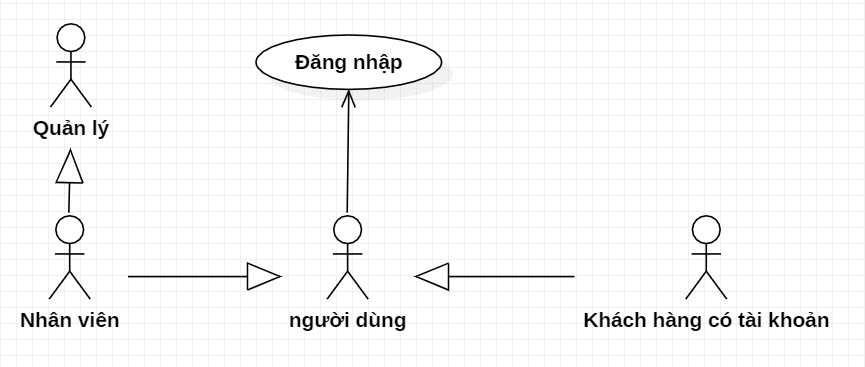 Đăng nhập
Quản lý
Nhân viên
người dùng
Khách hàng có tài khoản